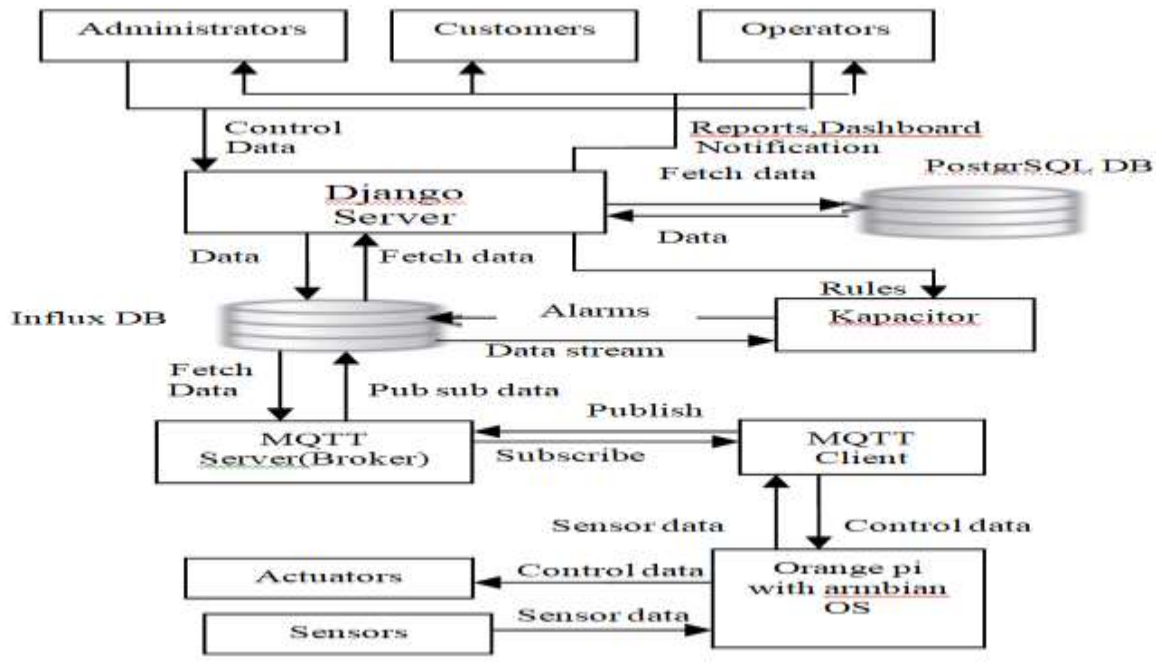 Administrators
Customers
Operators
Control
Data
Reports,Dashboard
Notification
Fetch data
PostgrSQL DB
Django
Server
Data
Data
Fetch data
Rules
Influx DB
Alarms
Kapacitor
Data stream
Fetch
Data
Pub sub data
Publish
MQTT
Server(Broker)
Subscribe
MQTT
Client
Sensor data
Control data
Actuators
Control data
Orange pi
with armbian
OS
Sensors
Sensor data